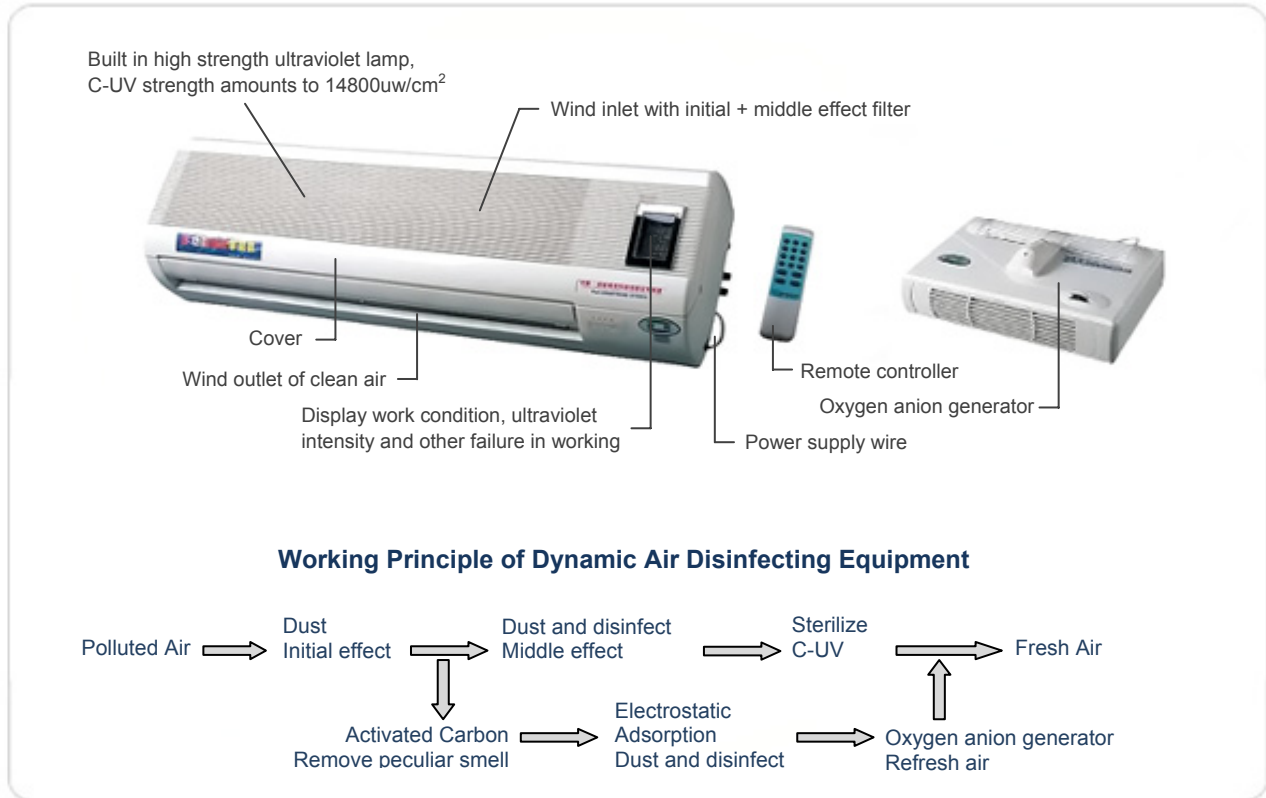 Built in high strength ultraviolet lamp,
C-UV strength amounts to 14800uw/cm²
Wind inlet with initial + middle effect filter
Cover
Wind outlet of clean air
Display work condition, ultraviolet
intensity and other failure in working
Remote controller
Oxygen anion generator
Power supply wire
Working Principle of Dynamic Air Disinfecting Equipment
Polluted Air
Dust
Initial effect
Dust and disinfect
Middle effect
Sterilize
C-UV
Fresh Air
Activated Carbon
Remove peculiar smell
Electrostatic
Adsorption
Dust and disinfect
Oxygen anion generator
Refresh air